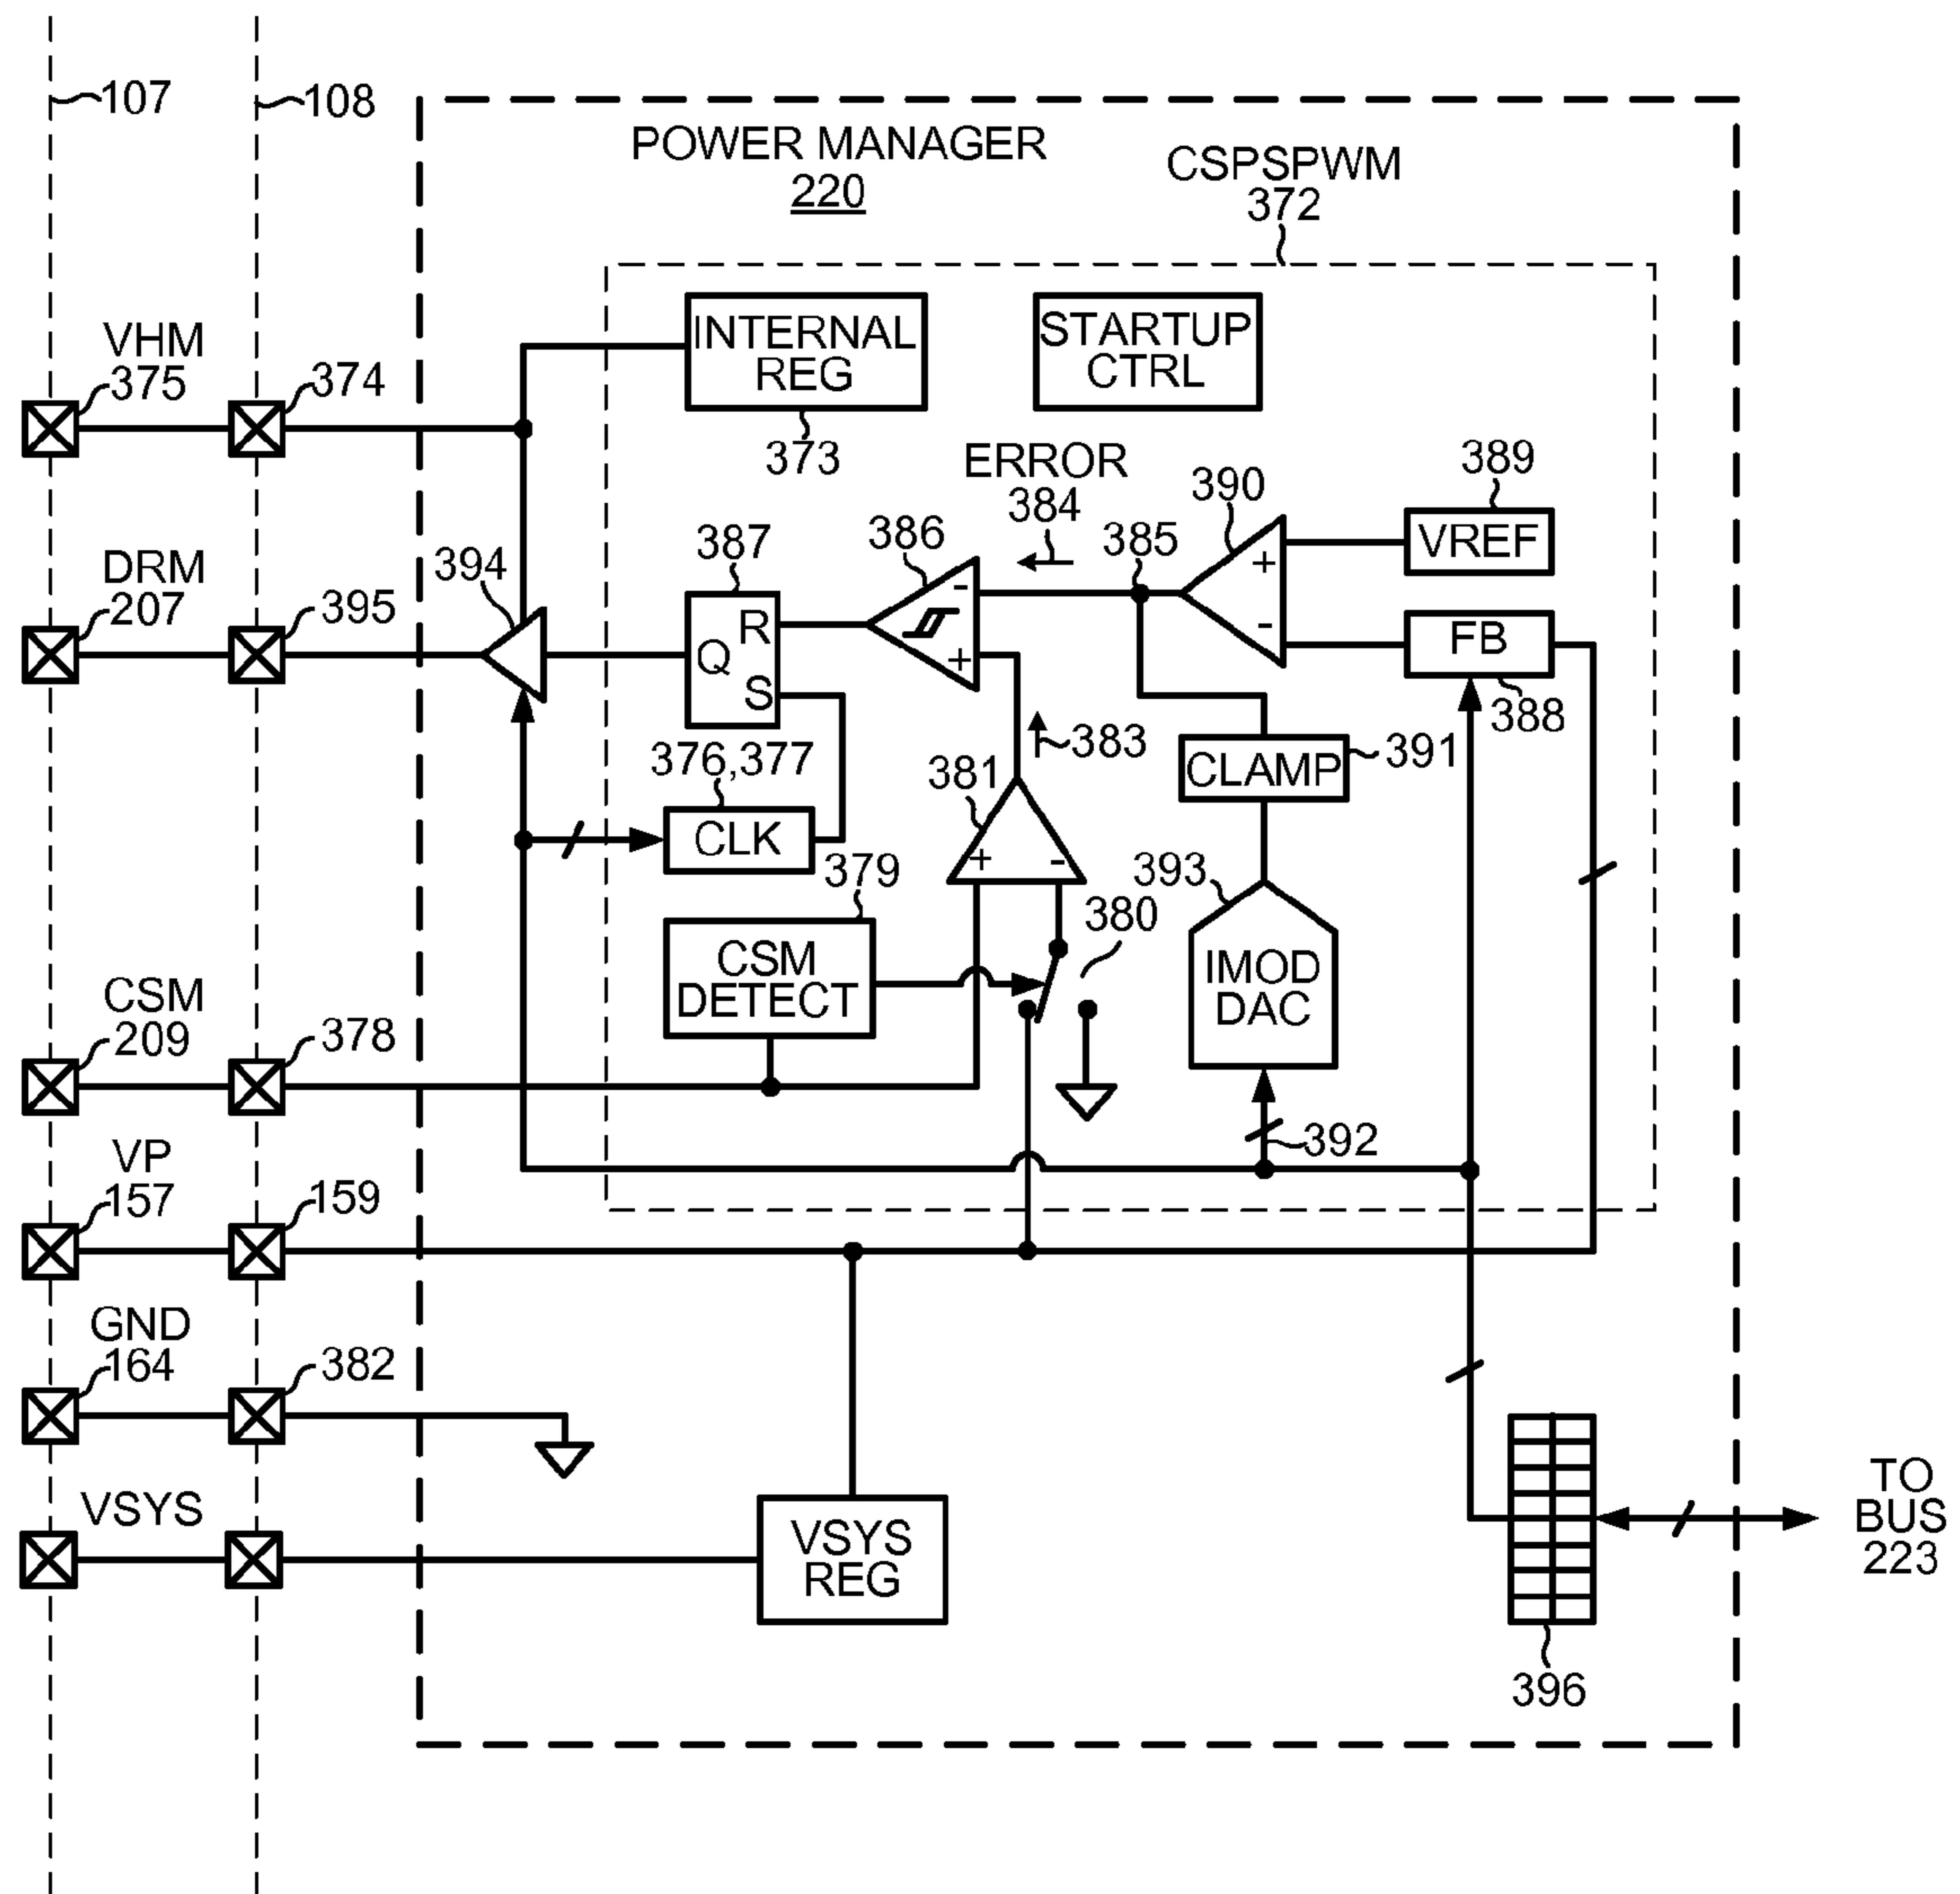 107
108
POWER MANAGER
220
CSPSPWM
372
VHM
375
374
INTERNAL
REG
373
STARTUP
CTRL
ERROR
384
390
389
VREF
386
385
387
DRM
207
395
394
R
Q
S
-
+
+
-
FB
388
376,377
CLK
381
383
CLAMP
391
379
+
-
393
380
CSM
DETECT
IMOD
DAC
CSM
209
378
392
VP
157
159
GND
164
382
VSYS
VSYS
REG
TO
BUS
223
396